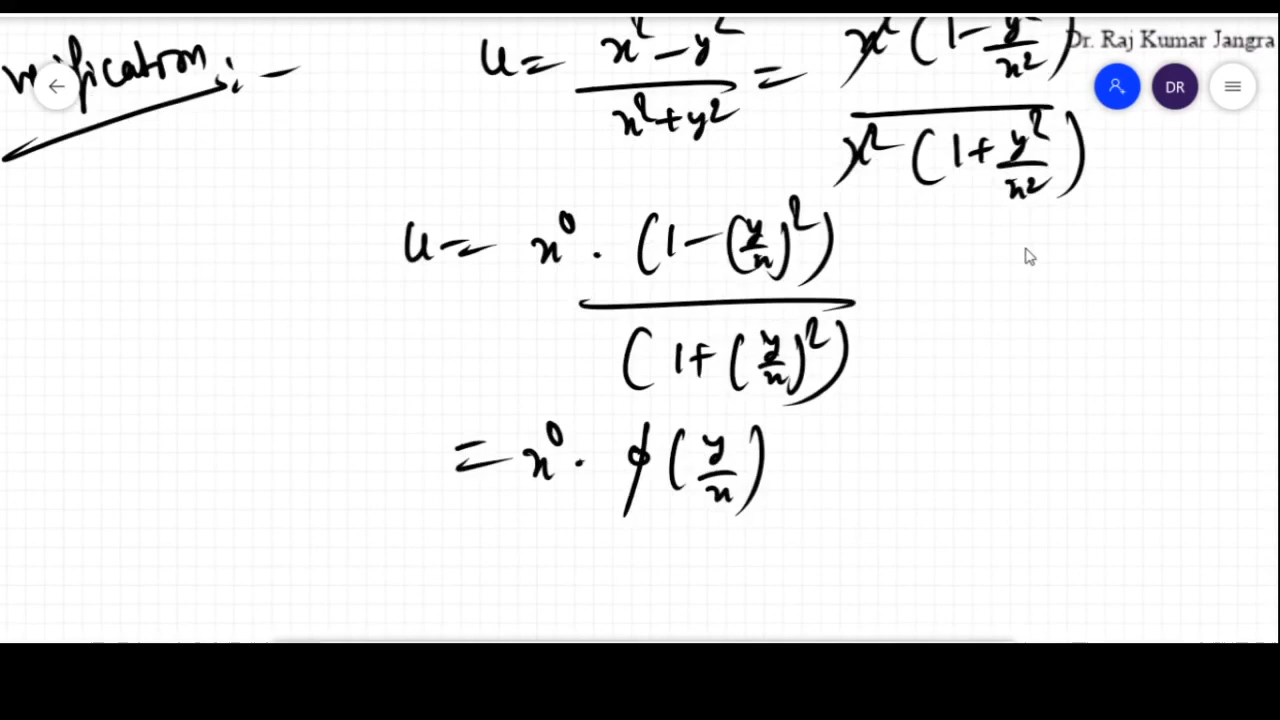 Dr. Raj Kumar Jangra
DR
verification :-
u = x² - y² / x² + y² = x² (1 - y²/x²) / x² (1 + y²/x²)
u = x⁰ . (1 - (y/x)²) / (1 + (y/x)²)
= x⁰ . ϕ (y/x)